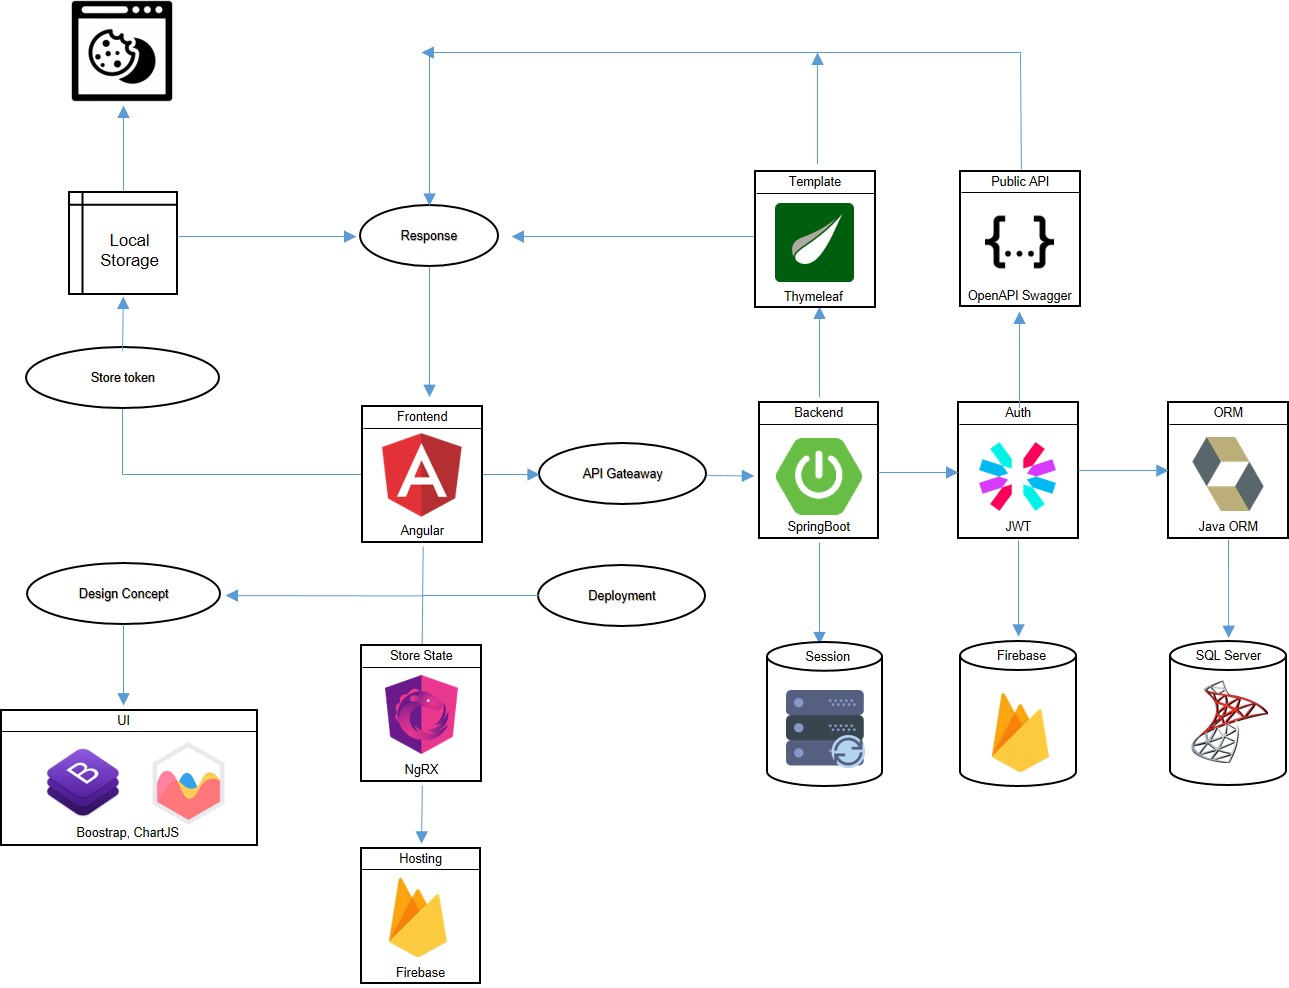 Template
Public API
Local
Storage
Response
Thymeleaf
{...}
OpenAPI Swagger
Store token
Frontend
Backend
Auth
ORM
API Gateaway
Angular
SpringBoot
JWT
Java ORM
Design Concept
Deployment
Store State
Session
Firebase
SQL Server
UI
B
NgRX
Boostrap, ChartJS
Hosting
Firebase